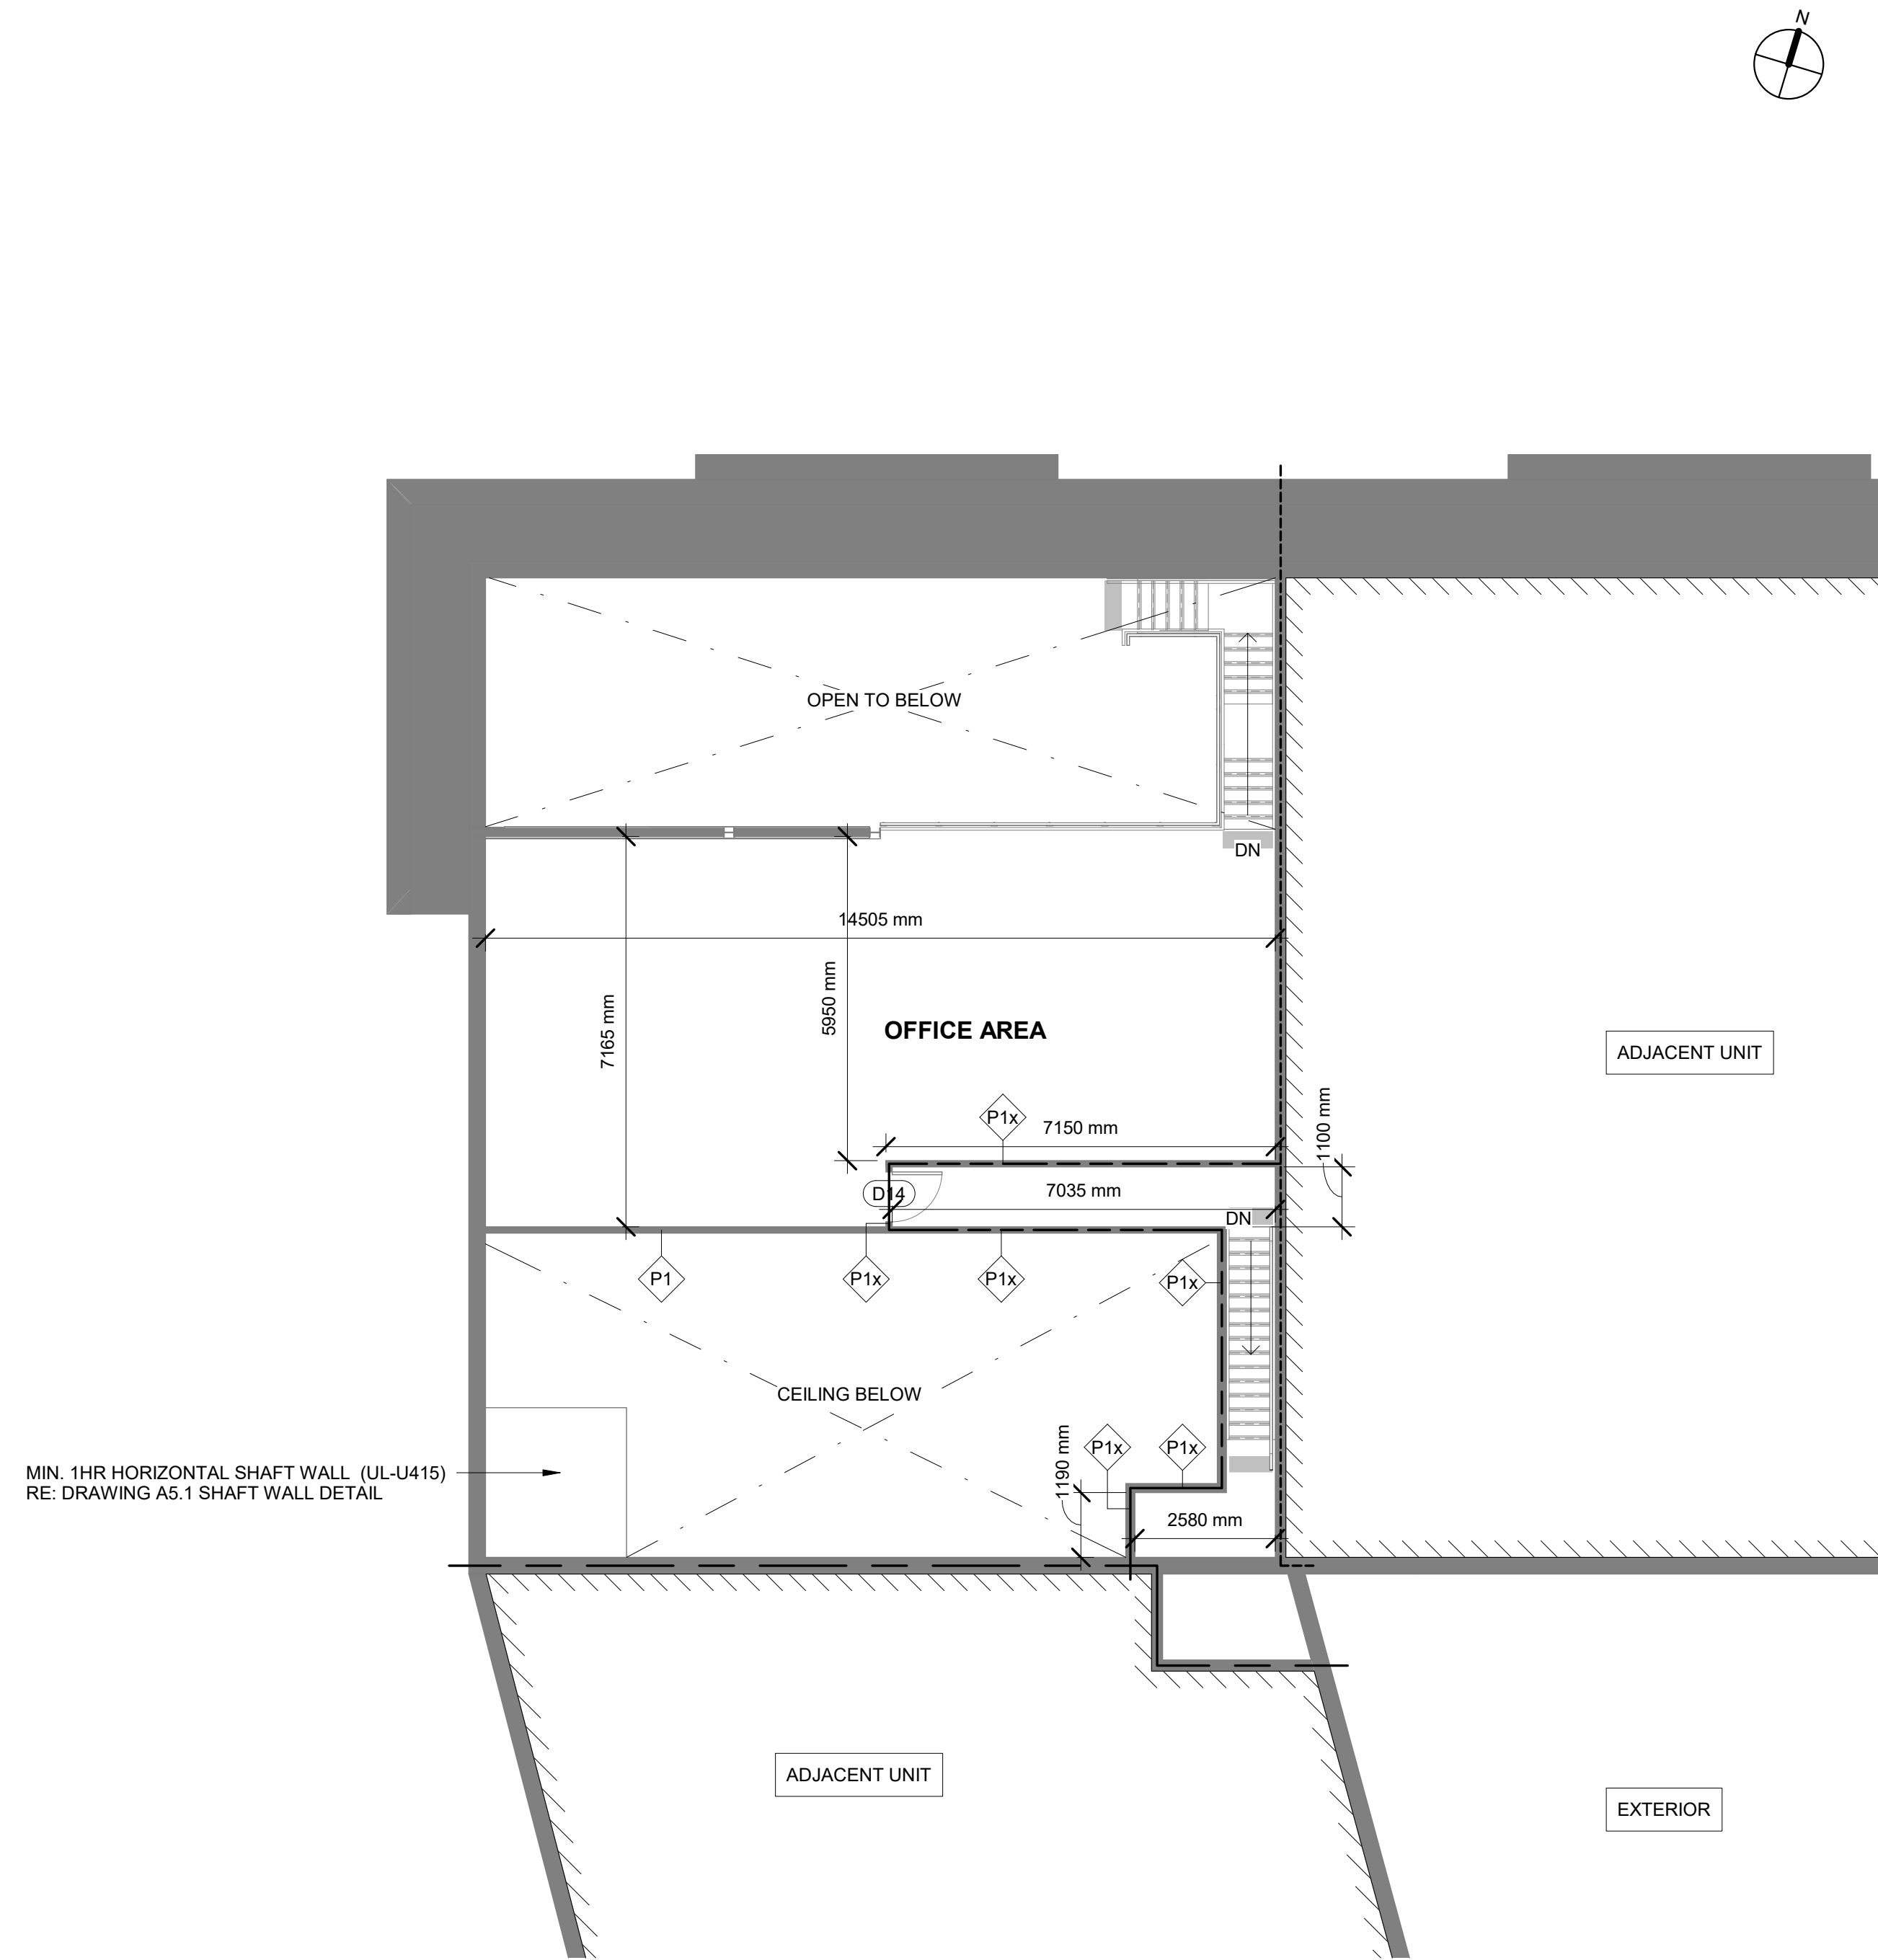 N
OPEN TO BELOW
DN
14505 mm
5950 mm
7165 mm
OFFICE AREA
ADJACENT UNIT
P1x
7150 mm
1100 mm
D14
7035 mm
DN
P1
P1x
P1x
P1x
CEILING BELOW
P1x
P1x
1190 mm
MIN. 1HR HORIZONTAL SHAFT WALL (UL-U415)
RE: DRAWING A5.1 SHAFT WALL DETAIL
2580 mm
ADJACENT UNIT
EXTERIOR